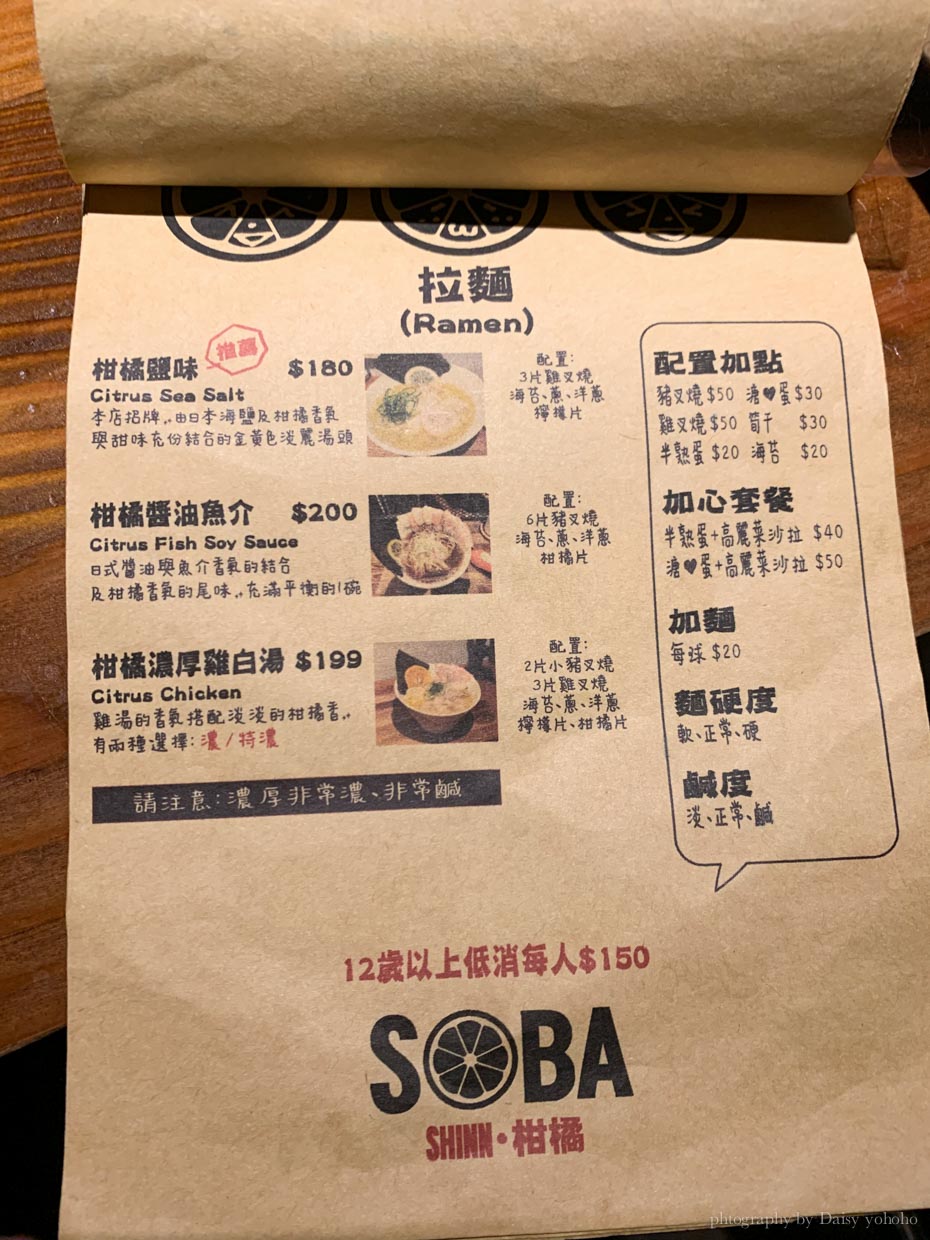 拉麵
(Ramen)
柑橘鹽味 推薦 $180
Citrus Sea Salt
本店招牌,,由日本海鹽及柑橘香氣
與甜味充份結合的金黃色淡麗湯頭
配置:
3片雞叉燒
海苔、蔥、洋蔥
檸檬片
柑橘醬油魚介 $200
Citrus Fish Soy Sauce
日式醬油與魚介香氣的結合
及柑橘香氣的尾味,,充滿平衡的1碗
配置:
6片豬叉燒
海苔、蔥、洋蔥
柑橘片
柑橘濃厚雞白湯 $199
Citrus Chicken
雞湯的香氣搭配淡淡的柑橘香,,
有兩種選擇: 濃 / 特濃
配置:
2片小豬叉燒
3片雞叉燒
海苔、蔥、洋蔥
檸檬片、柑橘片
請注意:濃厚非常濃、非常鹹
配置加點
豬叉燒 $50 溏♥蛋 $30
雞叉燒 $50 筍干 $30
半熟蛋 $20 海苔 $20
加心套餐
半熟蛋+高麗菜沙拉 $40
溏♥蛋+高麗菜沙拉 $50
加麵
每球 $20
麵硬度
軟、正常、硬
鹹度
淡、正常、鹹
12歲以上低消每人$150
SOBA
SHINN·柑橘
phtography by Daisy yohoho